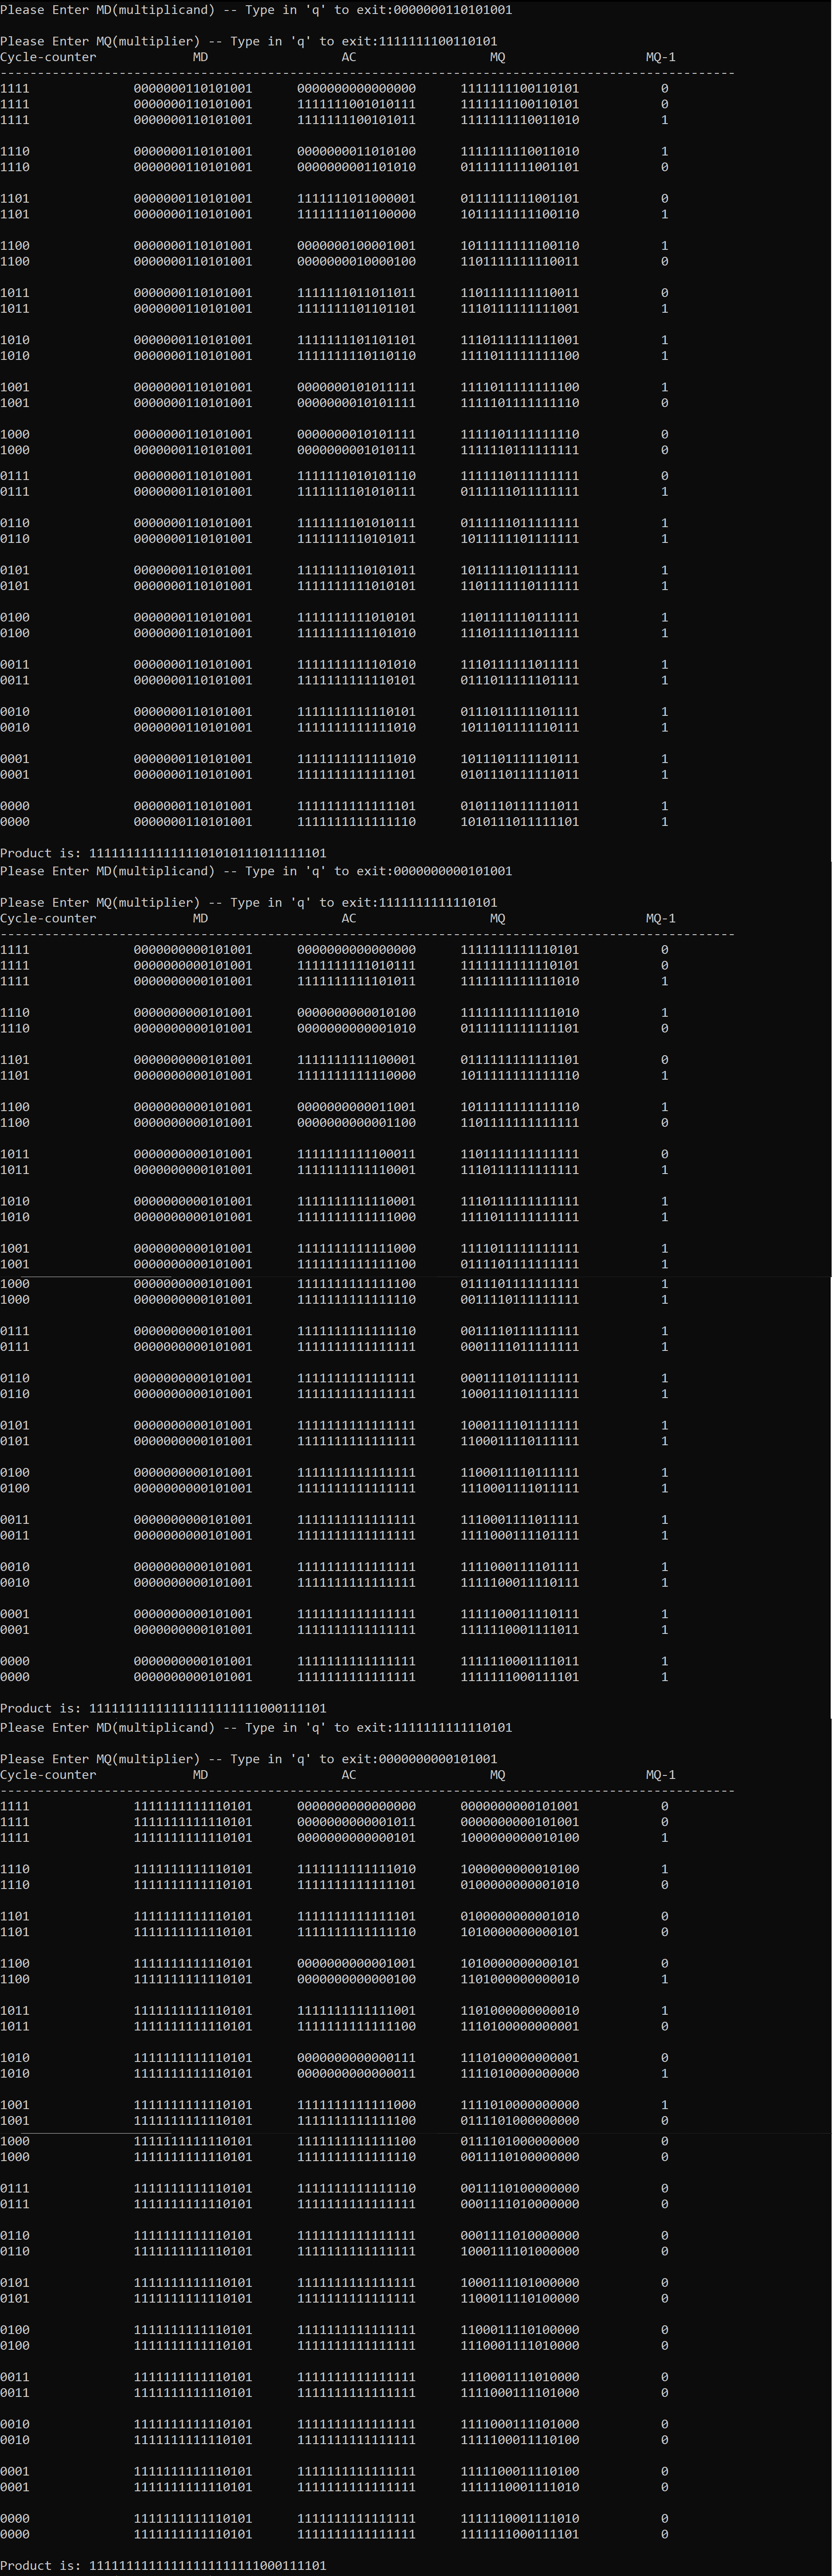 Please Enter MD(multiplicand) -- Type in 'q' to exit:0000000110101001
Please Enter MQ(multiplier) -- Type in 'q' to exit:1111111100110101
Cycle-counter MD AC MQ MQ-1
----------------------------------------------------------------------------------------------------
1111 0000000110101001 0000000000000000 1111111100110101 0
1111 0000000110101001 1111111001010111 1111111100110101 0
1111 0000000110101001 1111111100101011 1111111110011010 1
1110 0000000110101001 0000000011010100 1111111110011010 1
1110 0000000110101001 0000000001101010 0111111111001101 0
1101 0000000110101001 1111111011000001 0111111111001101 0
1101 0000000110101001 1111111101100000 1011111111100110 1
1100 0000000110101001 0000000100001001 1011111111100110 1
1100 0000000110101001 0000000010000100 1101111111110011 0
1011 0000000110101001 1111111011011011 1101111111110011 0
1011 0000000110101001 1111111101101101 1110111111111001 1
1010 0000000110101001 1111111101101101 1110111111111001 1
1010 0000000110101001 1111111110110110 1111011111111100 1
1001 0000000110101001 0000000101011111 1111011111111100 1
1001 0000000110101001 0000000010101111 1111101111111110 0
1000 0000000110101001 0000000010101111 1111101111111110 0
1000 0000000110101001 0000000001010111 1111110111111111 0
0111 0000000110101001 1111111010101110 1111110111111111 0
0111 0000000110101001 1111111101010111 0111111011111111 1
0110 0000000110101001 1111111101010111 0111111011111111 1
0110 0000000110101001 1111111110101011 1011111101111111 1
0101 0000000110101001 1111111110101011 1011111101111111 1
0101 0000000110101001 1111111111010101 1101111110111111 1
0100 0000000110101001 1111111111010101 1101111110111111 1
0100 0000000110101001 1111111111101010 1110111111011111 1
0011 0000000110101001 1111111111101010 1110111111011111 1
0011 0000000110101001 1111111111110101 0111011111101111 1
0010 0000000110101001 1111111111110101 0111011111101111 1
0010 0000000110101001 1111111111111010 1011101111110111 1
0001 0000000110101001 1111111111111010 1011101111110111 1
0001 0000000110101001 1111111111111101 0101110111111011 1
0000 0000000110101001 1111111111111101 0101110111111011 1
0000 0000000110101001 1111111111111110 1010111011111101 1
Product is: 11111111111111101010111011111101
Please Enter MD(multiplicand) -- Type in 'q' to exit:0000000000101001
Please Enter MQ(multiplier) -- Type in 'q' to exit:1111111111110101
Cycle-counter MD AC MQ MQ-1
----------------------------------------------------------------------------------------------------
1111 0000000000101001 0000000000000000 1111111111110101 0
1111 0000000000101001 1111111111010111 1111111111110101 0
1111 0000000000101001 1111111111101011 1111111111111010 1
1110 0000000000101001 0000000000010100 1111111111111010 1
1110 0000000000101001 0000000000001010 0111111111111101 0
1101 0000000000101001 1111111111100001 0111111111111101 0
1101 0000000000101001 1111111111110000 1011111111111110 1
1100 0000000000101001 0000000000011001 1011111111111110 1
1100 0000000000101001 0000000000001100 1101111111111111 0
1011 0000000000101001 1111111111100011 1101111111111111 0
1011 0000000000101001 1111111111110001 1110111111111111 1
1010 0000000000101001 1111111111110001 1110111111111111 1
1010 0000000000101001 1111111111111000 1111011111111111 1
1001 0000000000101001 1111111111111000 1111011111111111 1
1001 0000000000101001 1111111111111100 0111101111111111 1
1000 0000000000101001 1111111111111100 0111101111111111 1
1000 0000000000101001 1111111111111110 0011110111111111 1
0111 0000000000101001 1111111111111110 0011110111111111 1
0111 0000000000101001 1111111111111111 0001111011111111 1
0110 0000000000101001 1111111111111111 0001111011111111 1
0110 0000000000101001 1111111111111111 1000111101111111 1
0101 0000000000101001 1111111111111111 1000111101111111 1
0101 0000000000101001 1111111111111111 1100011110111111 1
0100 0000000000101001 1111111111111111 1100011110111111 1
0100 0000000000101001 1111111111111111 1110001111011111 1
0011 0000000000101001 1111111111111111 1110001111011111 1
0011 0000000000101001 1111111111111111 1111000111101111 1
0010 0000000000101001 1111111111111111 1111000111101111 1
0010 0000000000101001 1111111111111111 1111100011110111 1
0001 0000000000101001 1111111111111111 1111100011110111 1
0001 0000000000101001 1111111111111111 1111110001111011 1
0000 0000000000101001 1111111111111111 1111110001111011 1
0000 0000000000101001 1111111111111111 1111111000111101 1
Product is: 11111111111111111111111000111101
Please Enter MD(multiplicand) -- Type in 'q' to exit:1111111111110101
Please Enter MQ(multiplier) -- Type in 'q' to exit:0000000000101001
Cycle-counter MD AC MQ MQ-1
----------------------------------------------------------------------------------------------------
1111 1111111111110101 0000000000000000 0000000000101001 0
1111 1111111111110101 0000000000001011 0000000000101001 0
1111 1111111111110101 0000000000000101 1000000000010100 1
1110 1111111111110101 1111111111111010 1000000000010100 1
1110 1111111111110101 1111111111111101 0100000000001010 0
1101 1111111111110101 1111111111111101 0100000000001010 0
1101 1111111111110101 1111111111111110 1010000000000101 0
1100 1111111111110101 0000000000001001 1010000000000101 0
1100 1111111111110101 0000000000000100 1101000000000010 1
1011 1111111111110101 1111111111111001 1101000000000010 1
1011 1111111111110101 1111111111111100 1110100000000001 0
1010 1111111111110101 0000000000000111 1110100000000001 0
1010 1111111111110101 0000000000000011 1111010000000000 1
1001 1111111111110101 1111111111111000 1111010000000000 1
1001 1111111111110101 1111111111111100 0111101000000000 0
1000 1111111111110101 1111111111111100 0111101000000000 0
1000 1111111111110101 1111111111111110 0011110100000000 0
0111 1111111111110101 1111111111111110 0011110100000000 0
0111 1111111111110101 1111111111111111 0001111010000000 0
0110 1111111111110101 1111111111111111 0001111010000000 0
0110 1111111111110101 1111111111111111 1000111101000000 0
0101 1111111111110101 1111111111111111 1000111101000000 0
0101 1111111111110101 1111111111111111 1100011110100000 0
0100 1111111111110101 1111111111111111 1100011110100000 0
0100 1111111111110101 1111111111111111 1110001111010000 0
0011 1111111111110101 1111111111111111 1110001111010000 0
0011 1111111111110101 1111111111111111 1111000111101000 0
0010 1111111111110101 1111111111111111 1111000111101000 0
0010 1111111111110101 1111111111111111 1111100011110100 0
0001 1111111111110101 1111111111111111 1111100011110100 0
0001 1111111111110101 1111111111111111 1111110001111010 0
0000 1111111111110101 1111111111111111 1111110001111010 0
0000 1111111111110101 1111111111111111 1111111000111101 0
Product is: 11111111111111111111111000111101